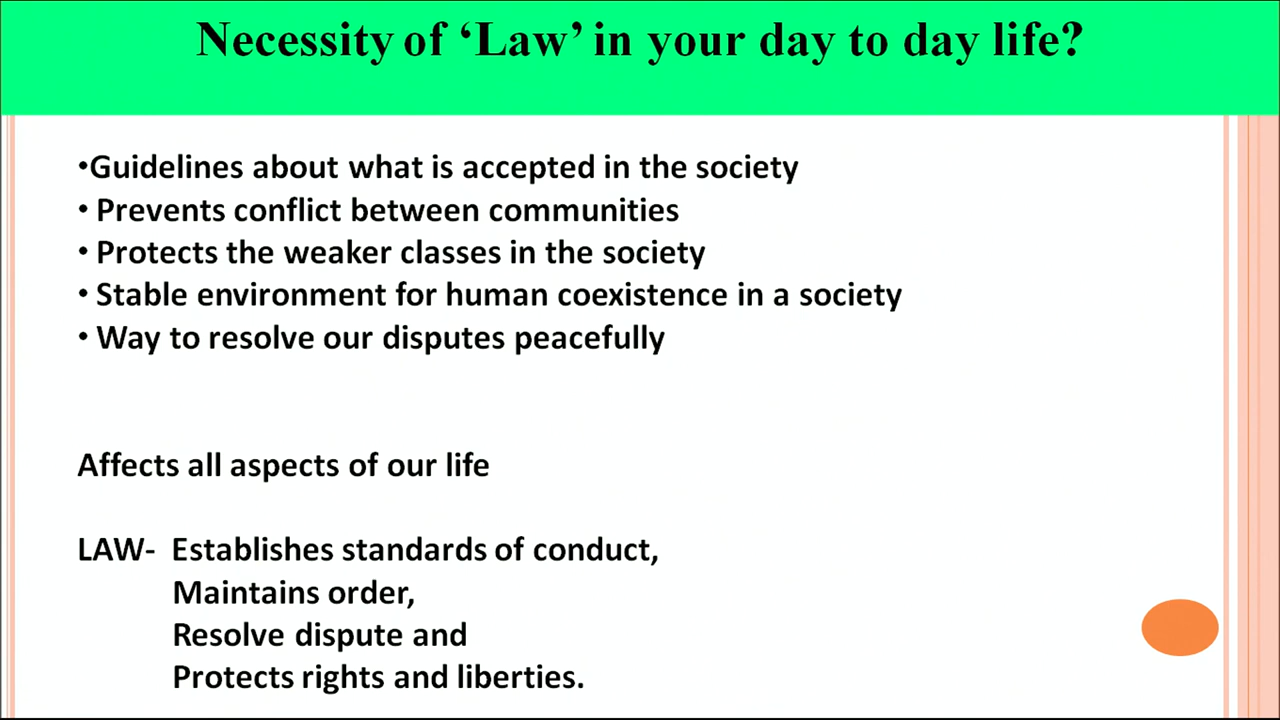 Necessity of ‘Law’ in your day to day life?
•Guidelines about what is accepted in the society
• Prevents conflict between communities
• Protects the weaker classes in the society
• Stable environment for human coexistence in a society
• Way to resolve our disputes peacefully
Affects all aspects of our life
LAW- Establishes standards of conduct,
Maintains order,
Resolve dispute and
Protects rights and liberties.